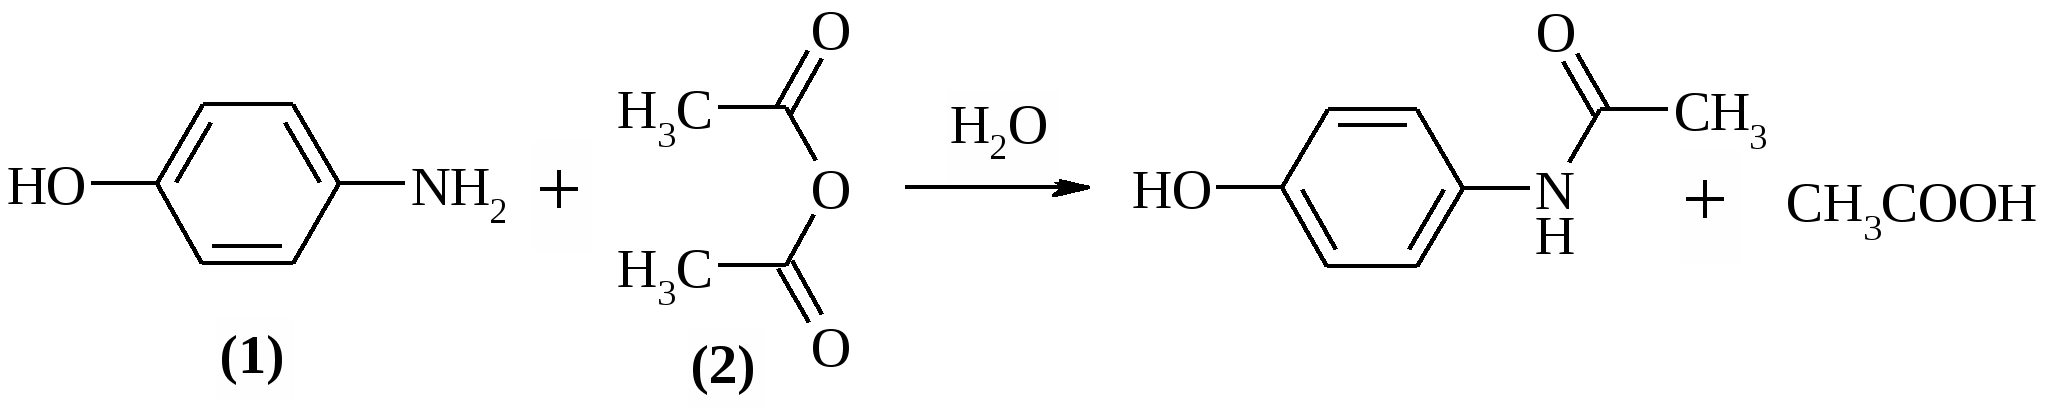 HO NH₂ + H₃C O O H₃C O H₂O HO N H O CH₃ + CH₃COOH
(1) (2)